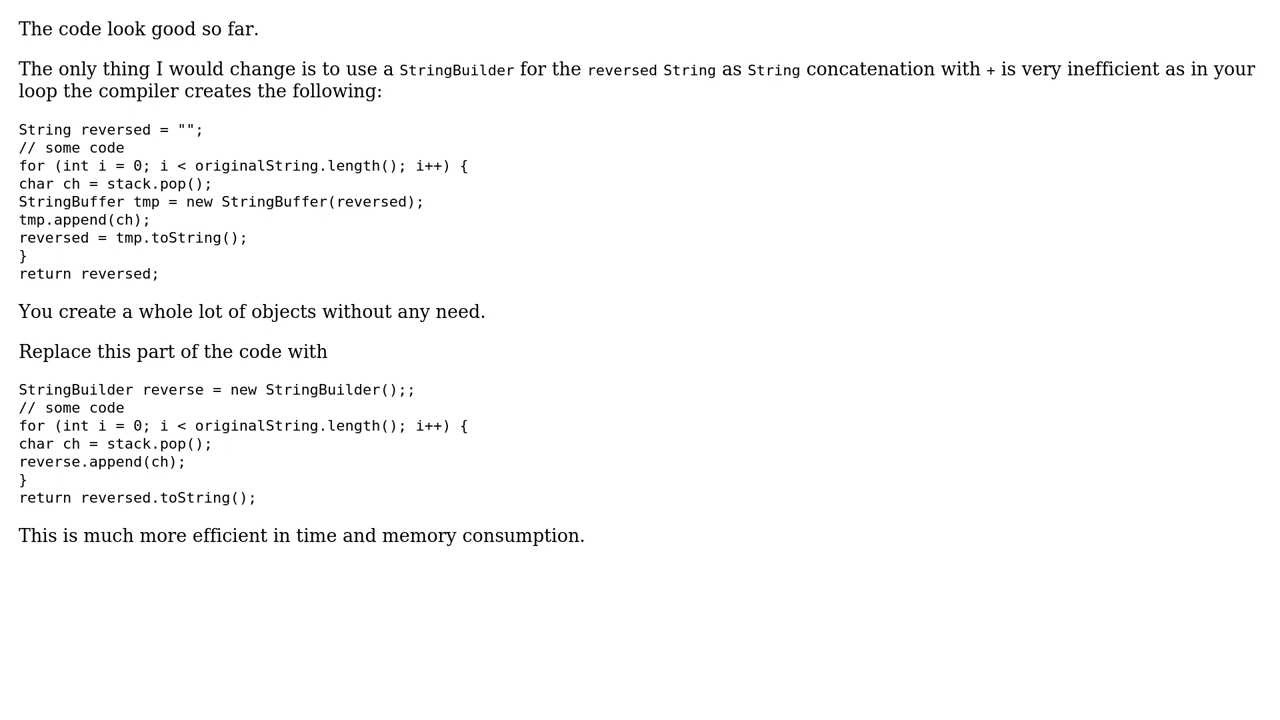 The code look good so far.
The only thing I would change is to use a StringBuilder for the reversed String as String concatenation with + is very inefficient as in your
loop the compiler creates the following:
String reversed = "";
// some code
for (int i = 0; i < originalString.length(); i++) {
char ch = stack.pop();
StringBuffer tmp = new StringBuffer(reversed);
tmp.append(ch);
reversed = tmp.toString();
}
return reversed;
You create a whole lot of objects without any need.
Replace this part of the code with
StringBuilder reverse = new StringBuilder();;
// some code
for (int i = 0; i < originalString.length(); i++) {
char ch = stack.pop();
reverse.append(ch);
}
return reversed.toString();
This is much more efficient in time and memory consumption.